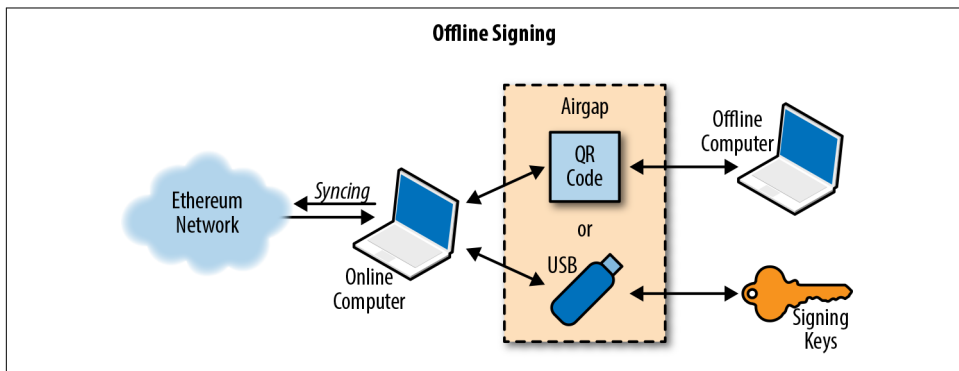 Offline Signing
Airgap
Offline
Computer
QR
Code
Syncing
Ethereum
Network
or
USB
Online
Computer
Signing
Keys